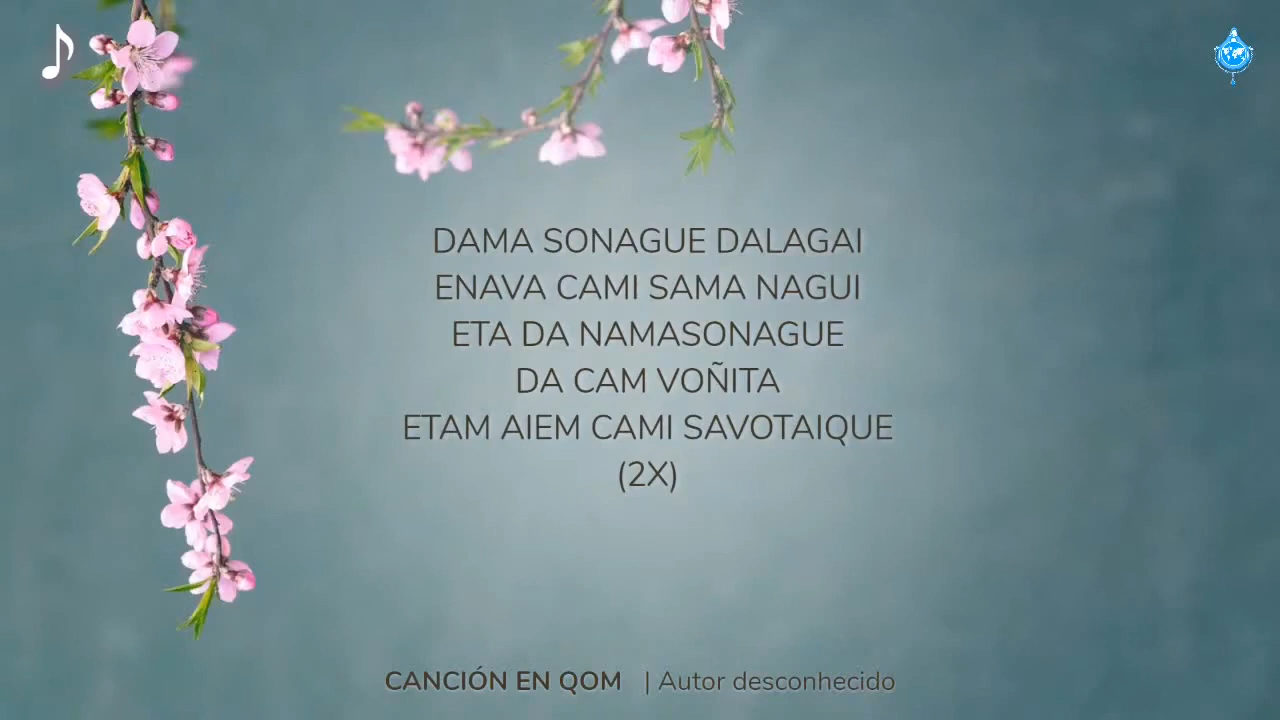 DAMA SONAGUE DALAGAI
ENAVA CAMI SAMA NAGUI
ETA DA NAMASONAGUE
DA CAM VOÑITA
ETAM AIEM CAMI SAVOTAIQUE
(2X)
CANCIÓN EN QOM | Autor desconhecido